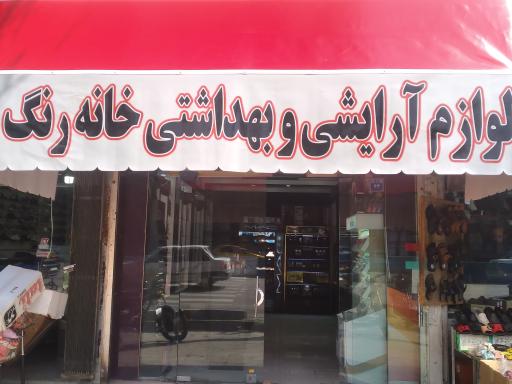 لوازم آرایشی و بهداشتی خانه رنگ